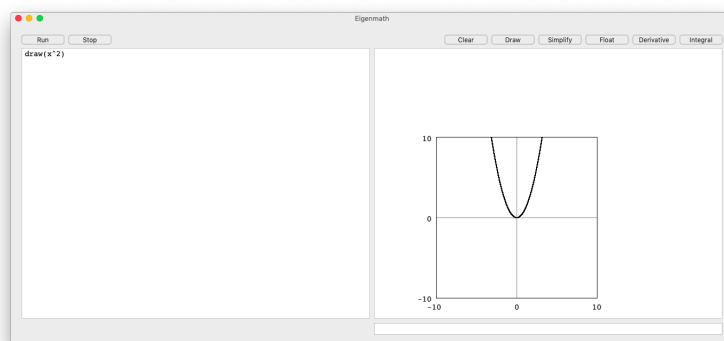 Eigenmath
Run Stop Clear Draw Simplify Float Derivative Integral
draw(x^2)
10
0
-10
-10 0 10